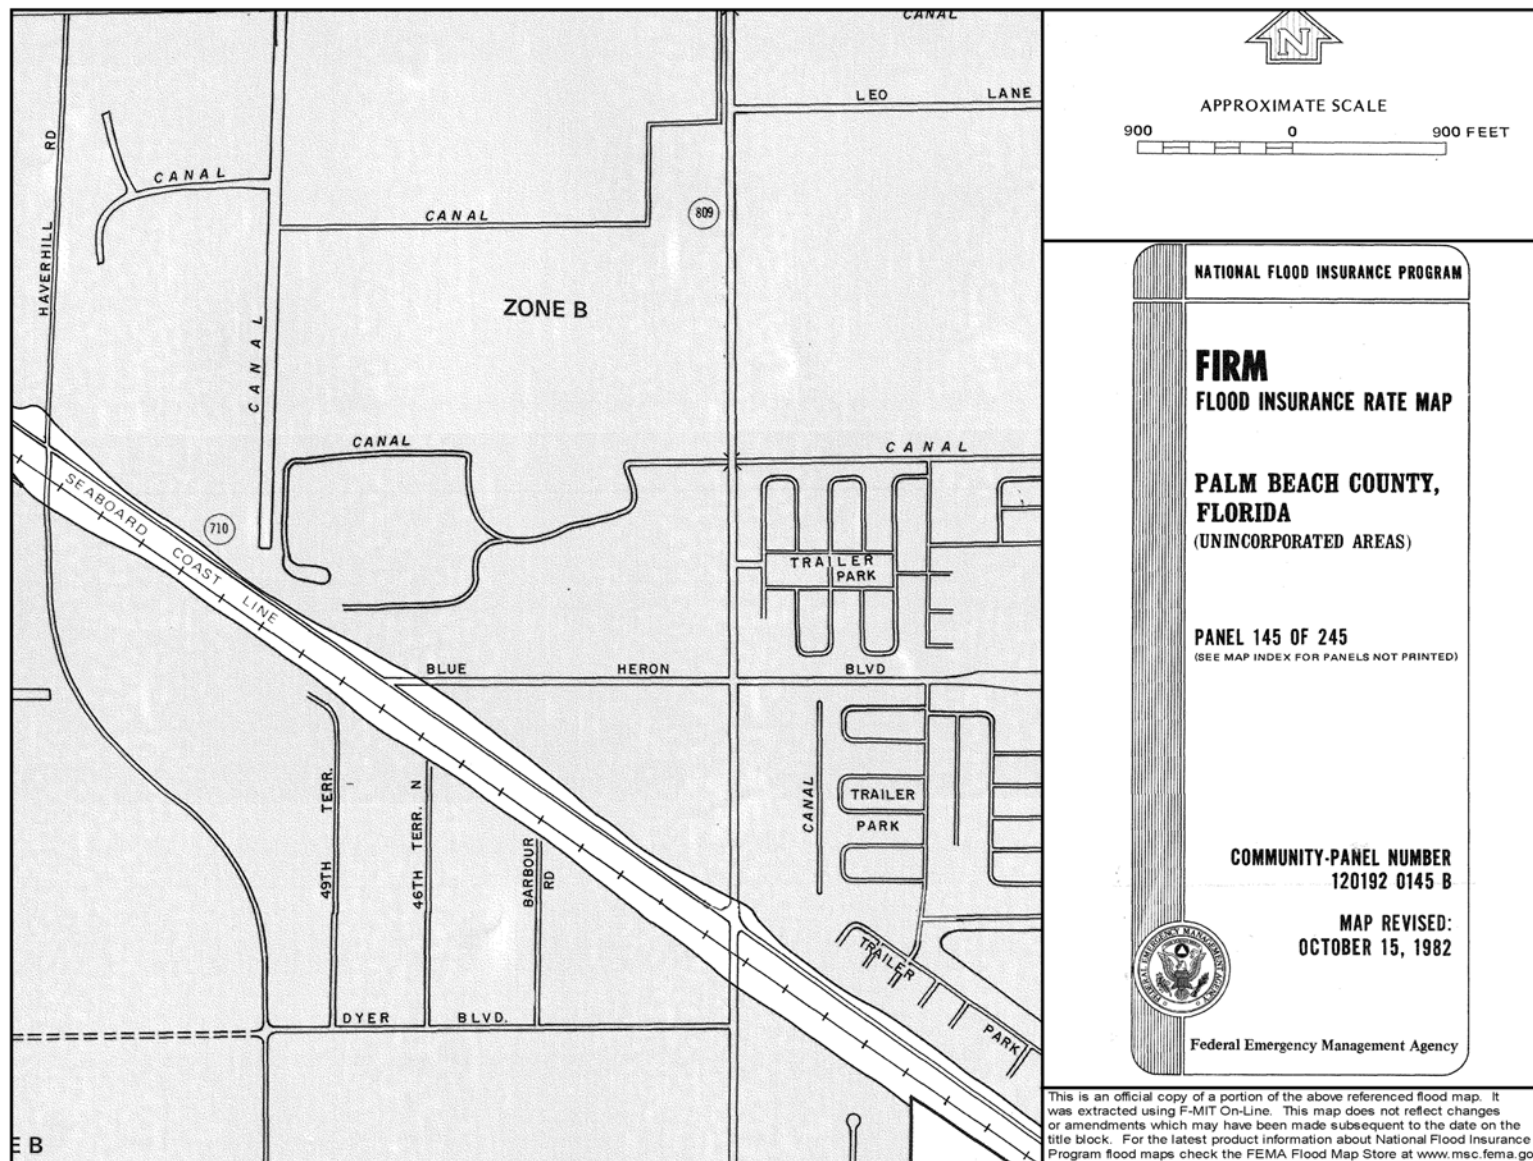 CANAL
LEO LANE
HAVERHILL RD
CANAL
CANAL
809
ZONE B
CANAL
CANAL
CANAL
SEABOARD COAST LINE
710
TRAILER
PARK
BLUE HERON BLVD
49TH TERR.
46TH TERR. N
BARBOUR
RD
CANAL
TRAILER
PARK
TRAILER PARK
DYER BLVD.
E B
N
APPROXIMATE SCALE
900 0 900 FEET
NATIONAL FLOOD INSURANCE PROGRAM
FIRM
FLOOD INSURANCE RATE MAP
PALM BEACH COUNTY,
FLORIDA
(UNINCORPORATED AREAS)
PANEL 145 OF 245
(SEE MAP INDEX FOR PANELS NOT PRINTED)
COMMUNITY-PANEL NUMBER
120192 0145 B
MAP REVISED:
OCTOBER 15, 1982
FEDERAL EMERGENCY MANAGEMENT AGENCY
Federal Emergency Management Agency
This is an official copy of a portion of the above referenced flood map. It
was extracted using F-MIT On-Line. This map does not reflect changes
or amendments which may have been made subsequent to the date on the
title block. For the latest product information about National Flood Insurance
Program flood maps check the FEMA Flood Map Store at www.msc.fema.go